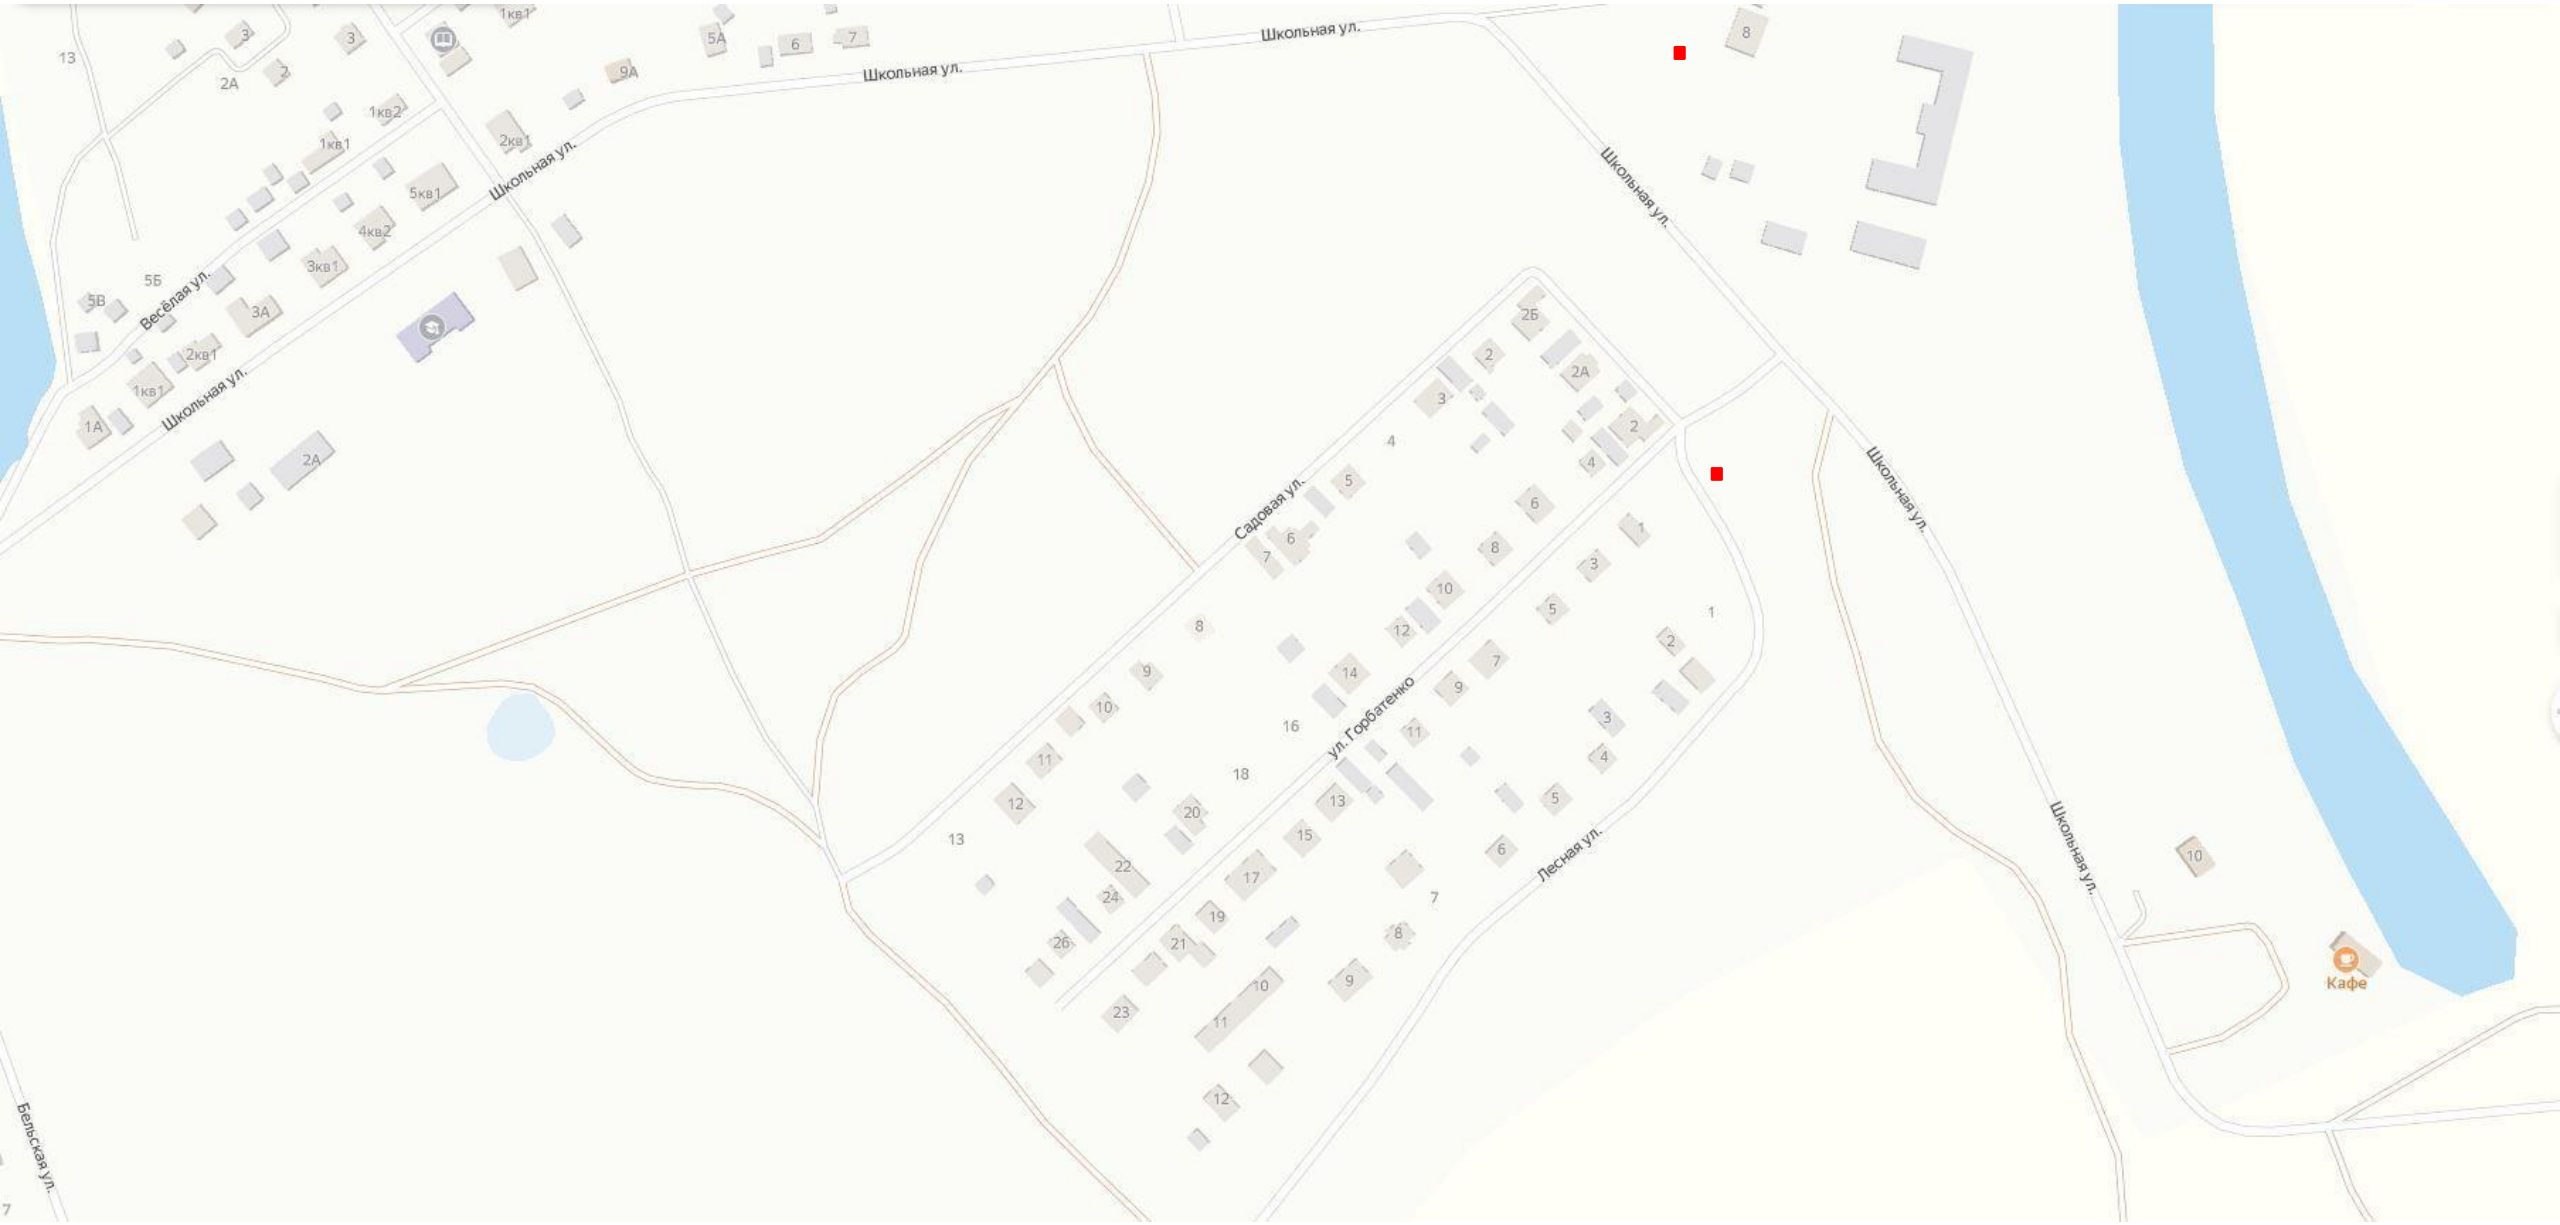 1кв1
5А
6
7
Школьная ул.
8
3
3
13
2
2А
9А
Школьная ул.
1кв2
1кв1
2кв1
Школьная ул.
Школьная ул.
5кв1
4кв2
3кв1
5Б
5В
Весёлая ул.
3А
2кв1
1кв1
Школьная ул.
1А
2А
2Б
2
2А
3
2
4
4
5
Садовая ул.
6
7
6
8
1
3
Школьная ул.
10
5
1
12
8
2
7
14
9
9
10
16
ул. Горбатенко
11
3
11
18
4
12
20
13
5
13
15
6
Лесная ул.
22
17
7
24
19
8
26
21
10
9
23
11
12
Школьная ул.
10
Кафе
Бельская ул.
7